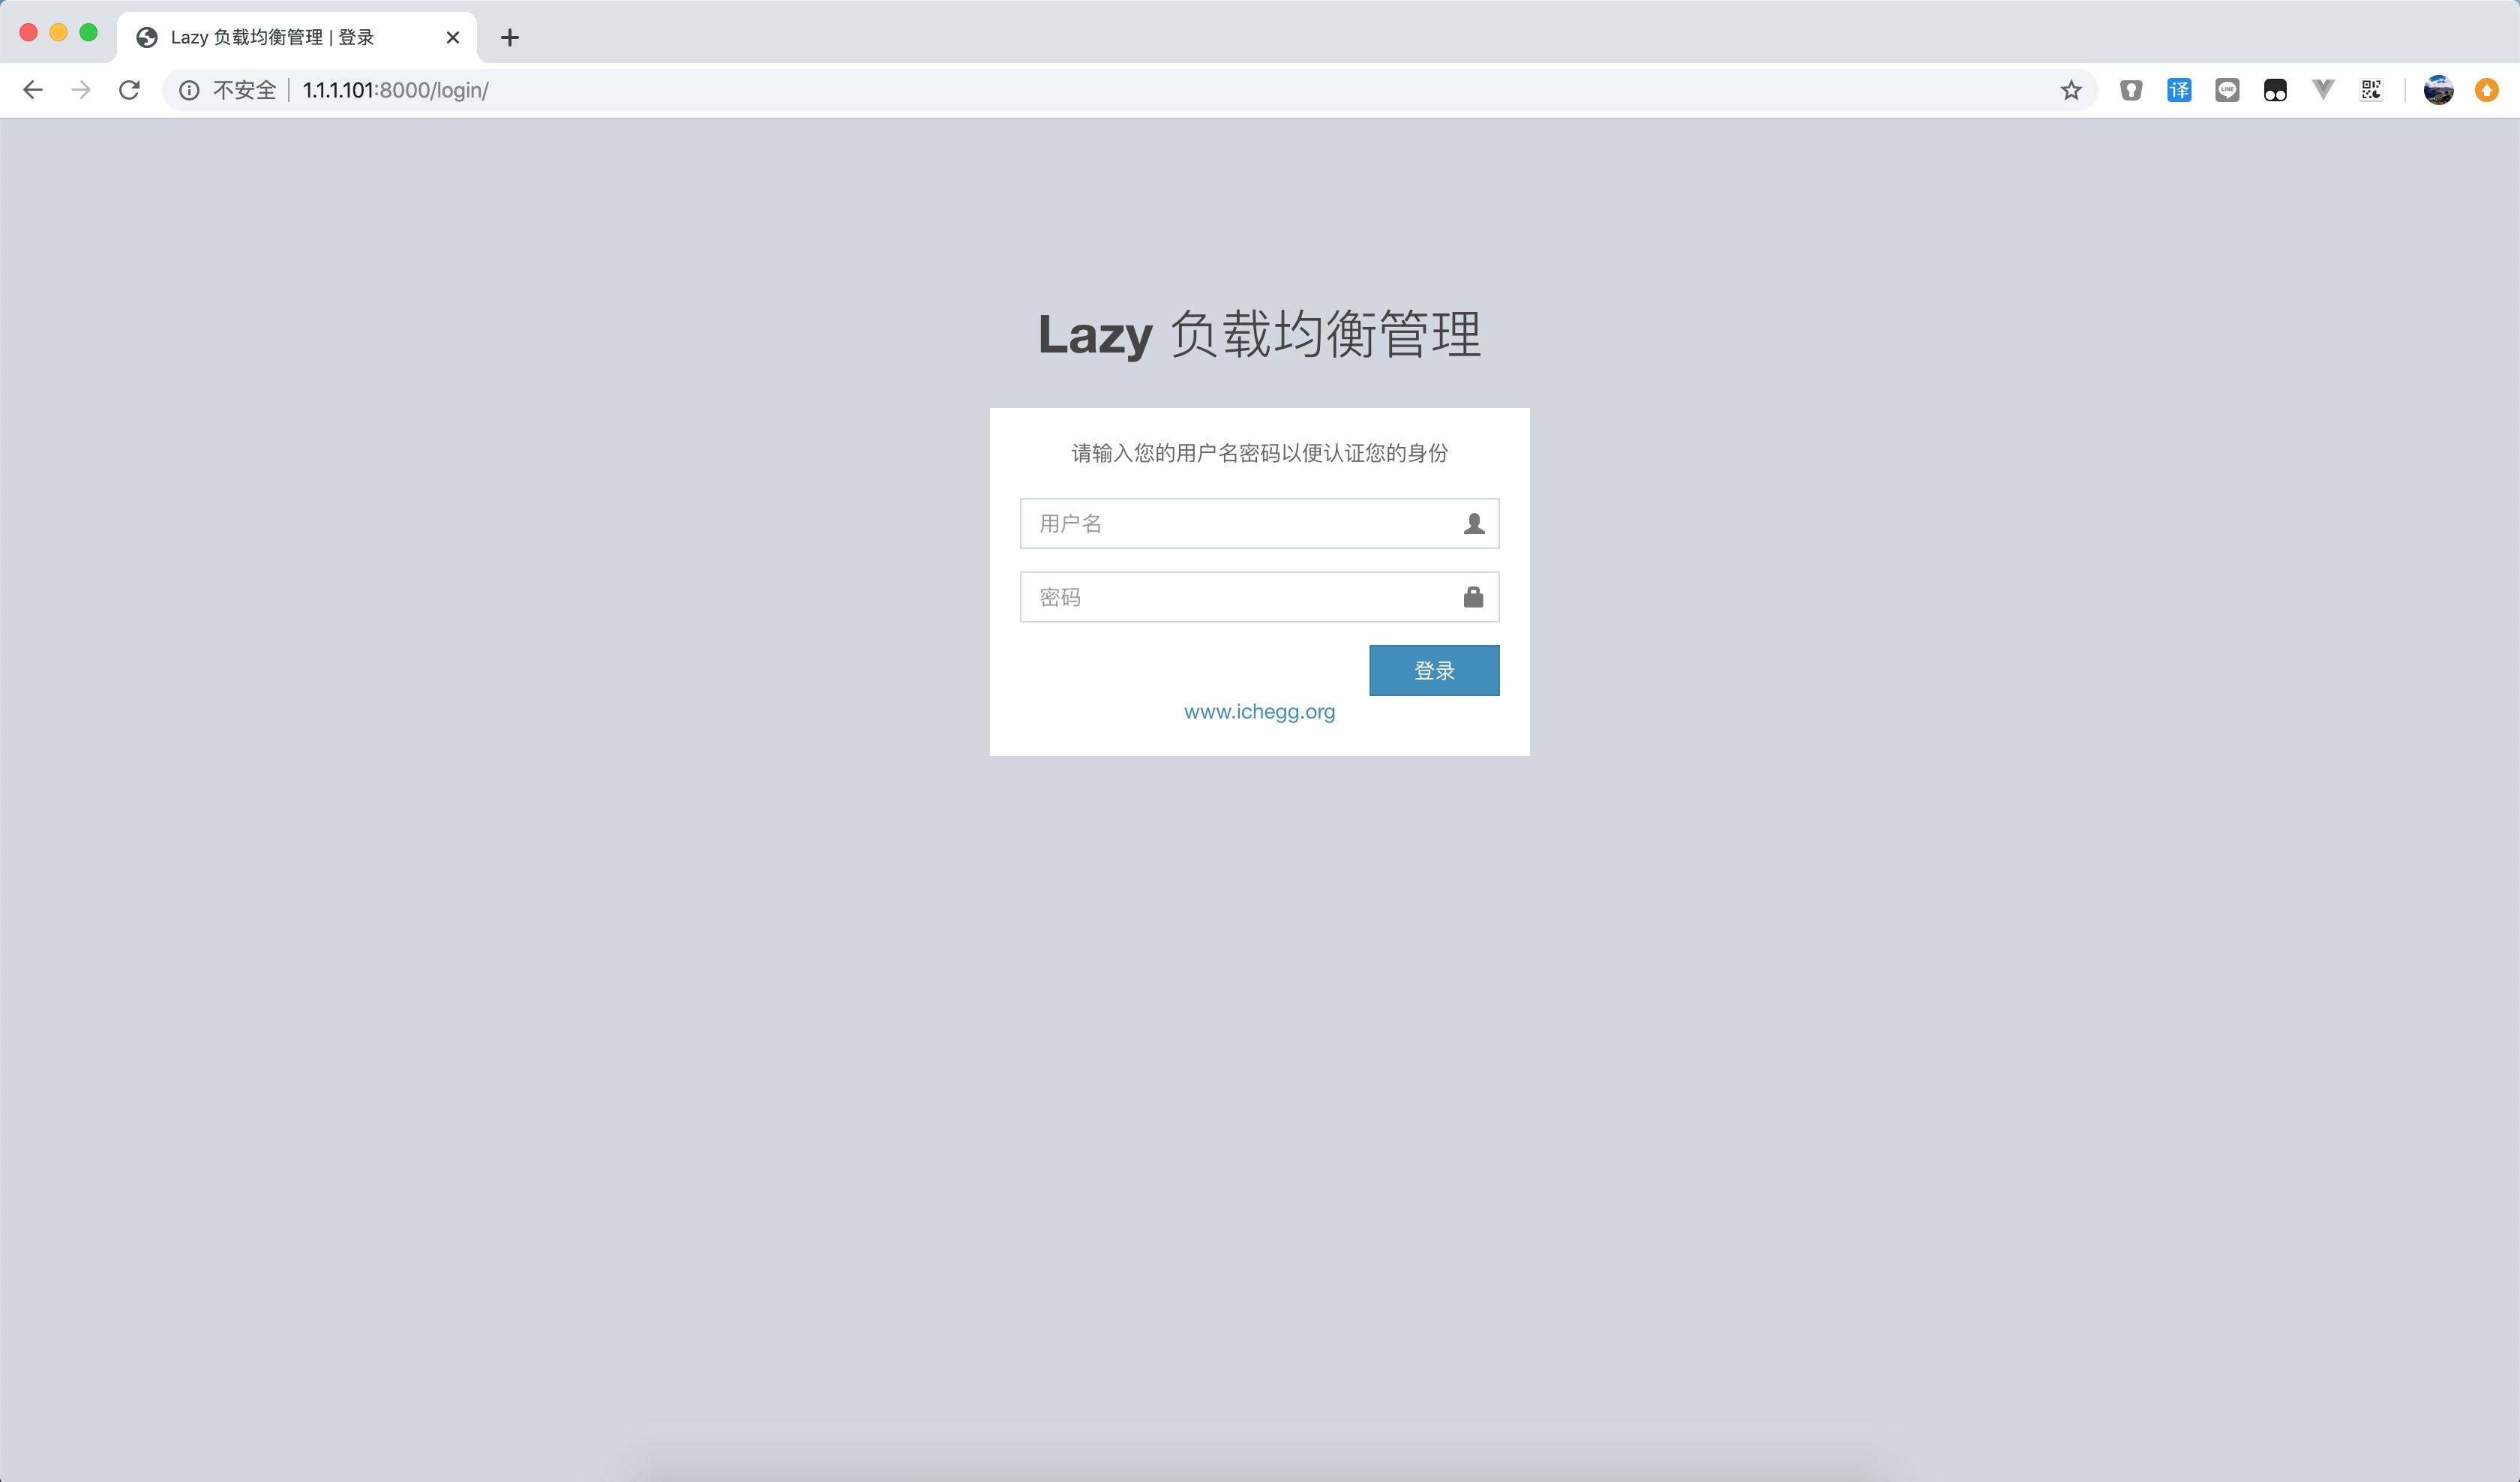 Lazy 负载均衡管理 | 登录
不安全 | 1.1.1.101:8000/login/
译
LINE
Lazy 负载均衡管理
请输入您的用户名密码以便认证您的身份
用户名
密码
登录
www.ichegg.org